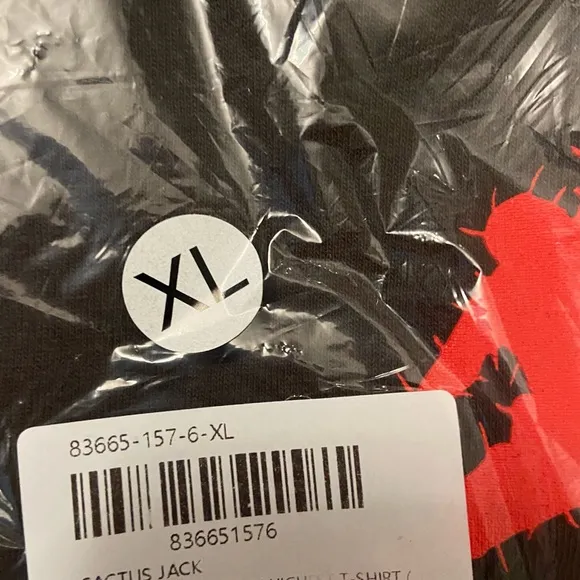 XL
83665-157-6-XL
836651576
CACTUS JACK
T-SHIRT (